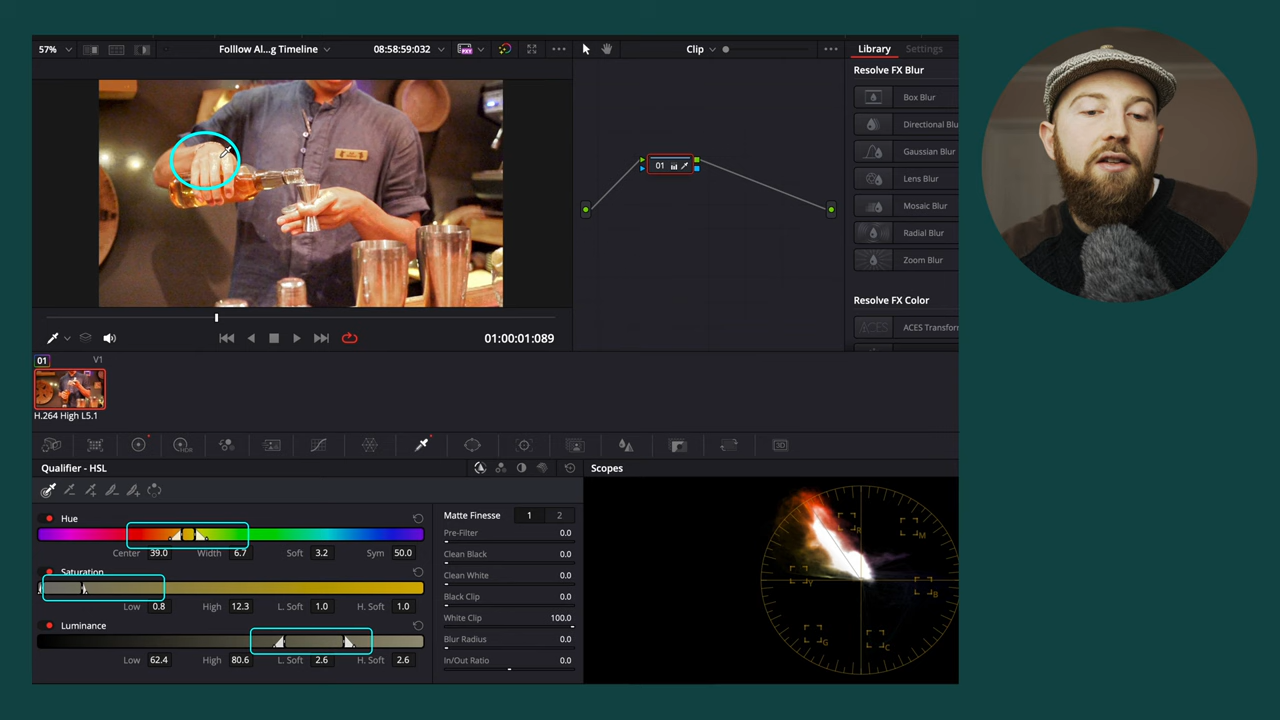 57%
Folllow Al...g Timeline
08:58:59:032
Clip
Library
Settings
Resolve FX Blur
Box Blur
Directional Blu
Gaussian Blur
Lens Blur
Mosaic Blur
Radial Blur
Zoom Blur
Resolve FX Color
ACES
ACES Transforn
01
01:00:01:089
01
V1
H.264 High L5.1
HDR
3D
Qualifier - HSL
Scopes
Hue
Center 39.0 Width 6.7 Soft 3.2 Sym 50.0
Saturation
Low 0.8 High 12.3 L. Soft 1.0 H. Soft 1.0
Luminance
Low 62.4 High 80.6 L. Soft 2.6 H. Soft 2.6
Matte Finesse 1 2
Pre-Filter 0.0
Clean Black 0.0
Clean White 0.0
Black Clip 0.0
White Clip 100.0
Blur Radius 0.0
In/Out Ratio 0.0
R
M
B
C
G
Y